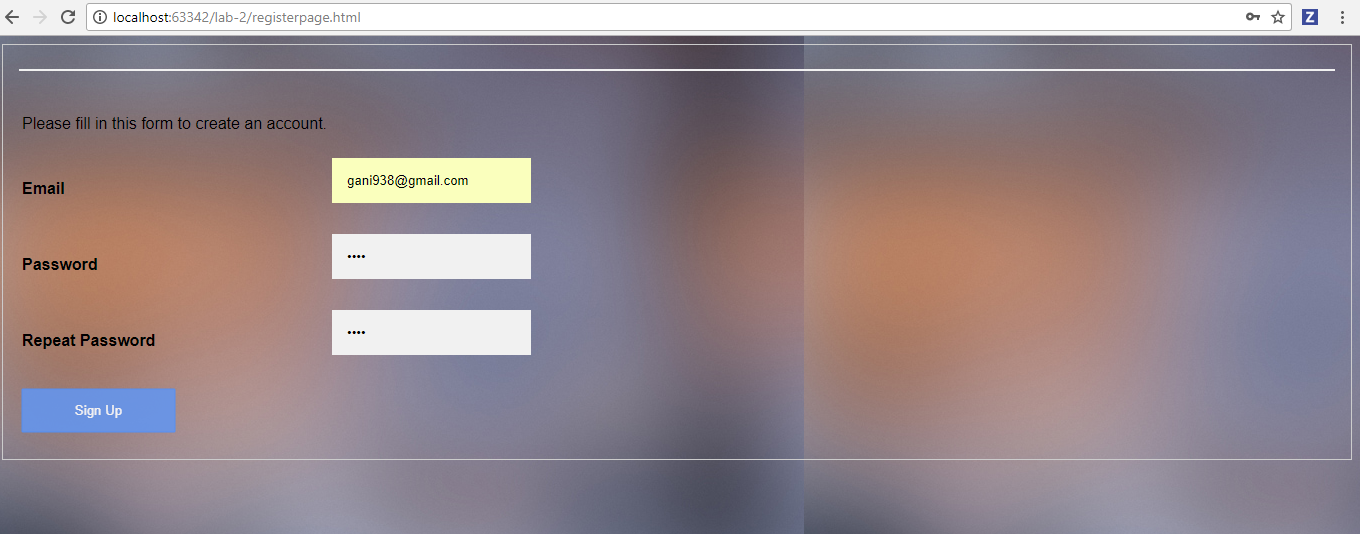 localhost:63342/lab-2/registerpage.html
Z
Please fill in this form to create an account.
Email
gani938@gmail.com
Password
••••
Repeat Password
••••
Sign Up